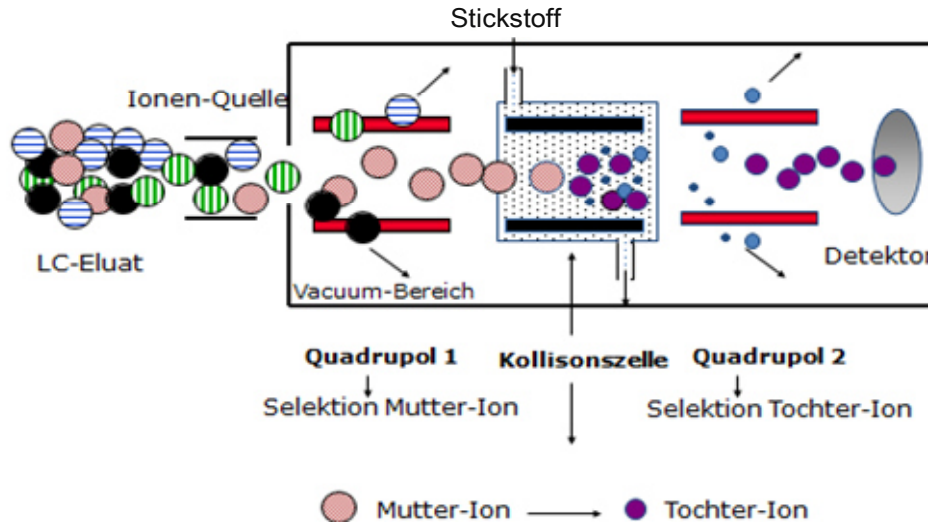 Stickstoff
Ionen-Quelle
LC-Eluat
Vacuum-Bereich
Detektor
Quadrupol 1
Kollisonszelle
Quadrupol 2
Selektion Mutter-Ion
Selektion Tochter-Ion
Mutter-Ion
Tochter-Ion